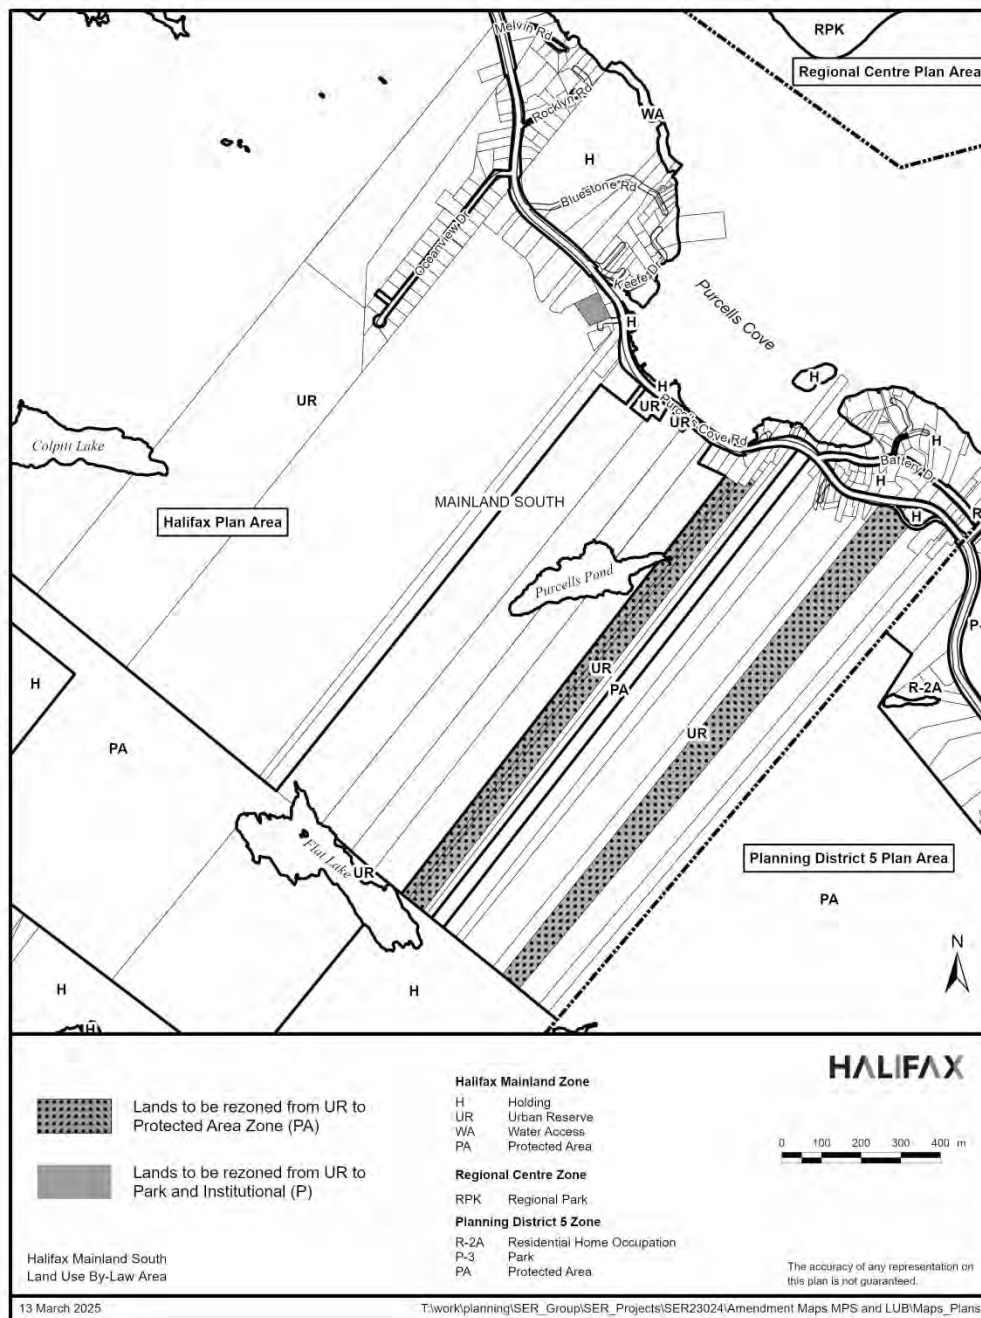 RPK
Regional Centre Plan Area
Melvin Rd
Rocklyn Rd
WA
H
Bluestone Rd
Oceanview Dr
Keefe Dr
Purcells Cove
H
H
H
UR
UR
UR
Purcells Cove Rd
H
Battery Dr
H
H
Colpitt Lake
MAINLAND SOUTH
Halifax Plan Area
Purcells Pond
UR
PA
P-
R-2A
H
UR
PA
Flat Lake
UR
Planning District 5 Plan Area
PA
N
H
H
H
HALIFAX
Lands to be rezoned from UR to
Protected Area Zone (PA)
Lands to be rezoned from UR to
Park and Institutional (P)
Halifax Mainland South
Land Use By-Law Area
Halifax Mainland Zone
H Holding
UR Urban Reserve
WA Water Access
PA Protected Area
Regional Centre Zone
RPK Regional Park
Planning District 5 Zone
R-2A Residential Home Occupation
P-3 Park
PA Protected Area
0 100 200 300 400 m
The accuracy of any representation on
this plan is not guaranteed.
13 March 2025
T:\work\planning\SER_Group\SER_Projects\SER23024\Amendment Maps MPS and LUB\Maps_Plans